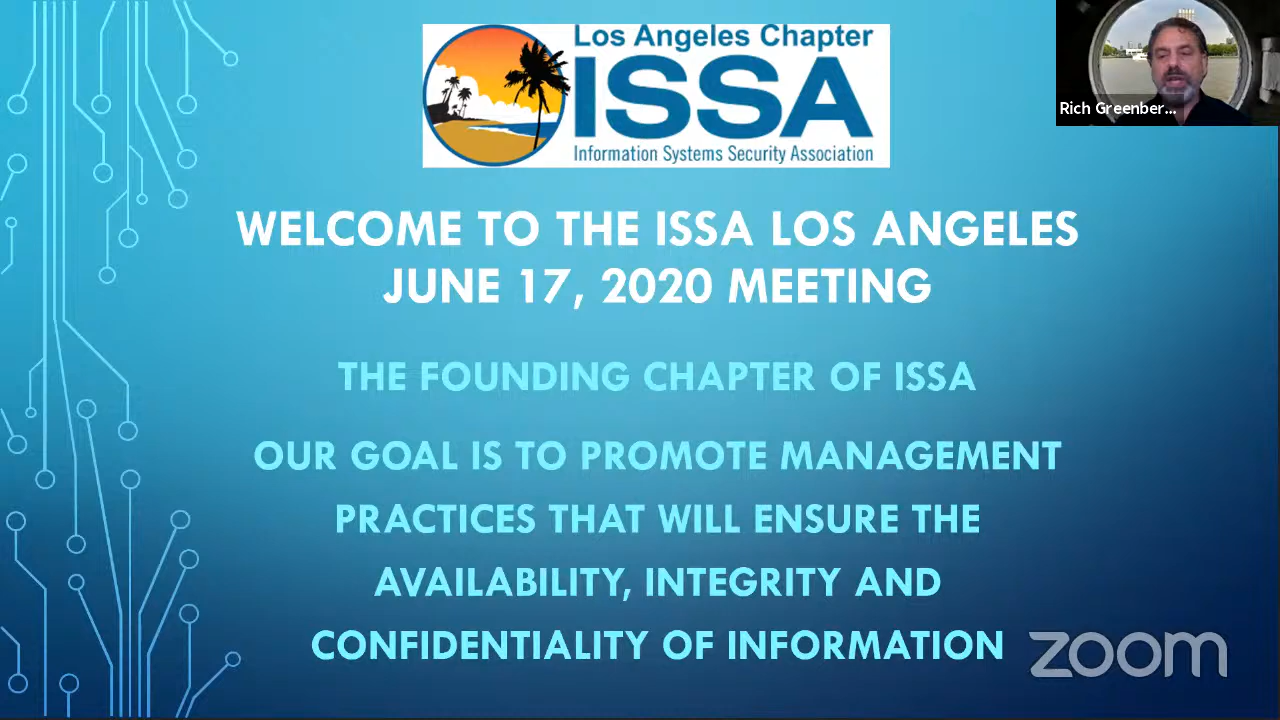 Los Angeles Chapter
ISSA
Information Systems Security Association
Rich Greenber...
WELCOME TO THE ISSA LOS ANGELES
JUNE 17, 2020 MEETING
THE FOUNDING CHAPTER OF ISSA
OUR GOAL IS TO PROMOTE MANAGEMENT
PRACTICES THAT WILL ENSURE THE
AVAILABILITY, INTEGRITY AND
CONFIDENTIALITY OF INFORMATION
zoom